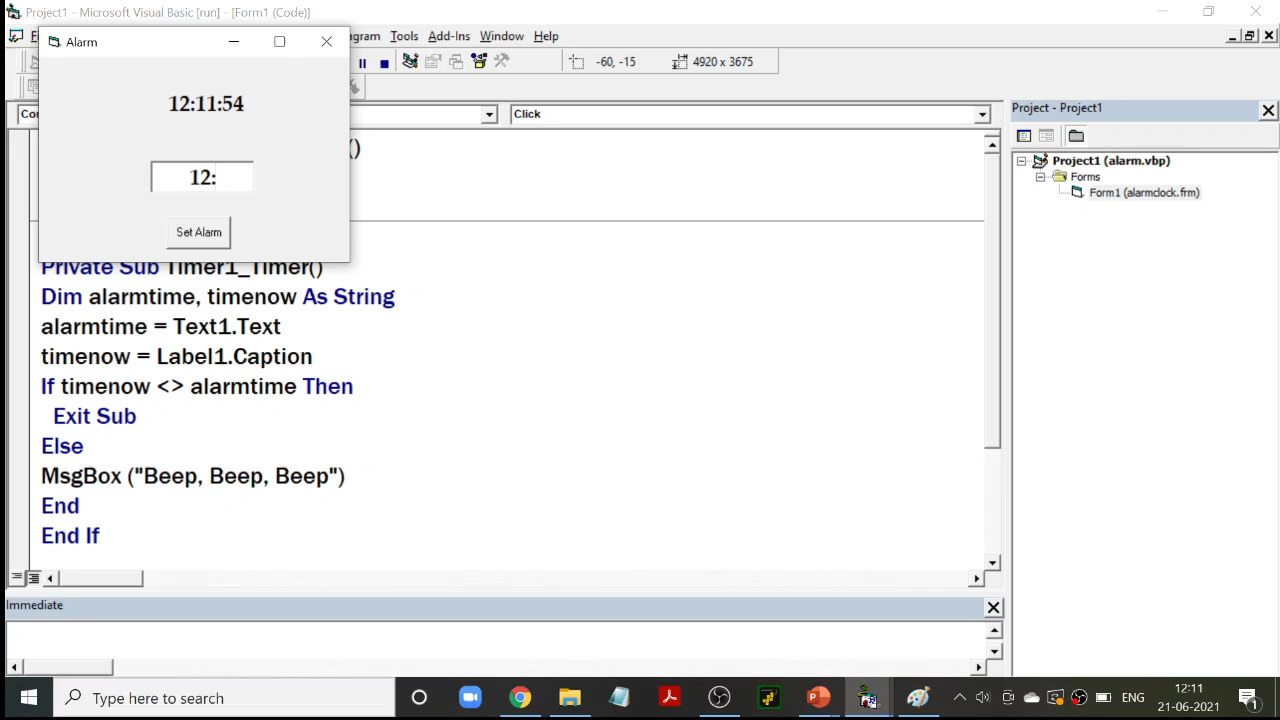 Project1 - Microsoft Visual Basic [run] - [Form1 (Code)]
Alarm
agram Tools Add-Ins Window Help
-60, -15
4920 x 3675
12:11:54
12:
Set Alarm
Click
()
Private Sub Timer1_Timer()
Dim alarmtime, timenow As String
alarmtime = Text1.Text
timenow = Label1.Caption
If timenow <> alarmtime Then
Exit Sub
Else
MsgBox ("Beep, Beep, Beep")
End
End If
Project - Project1
Project1 (alarm.vbp)
Forms
Form1 (alarmclock.frm)
Immediate
Type here to search
ENG
12:11
21-06-2021
1